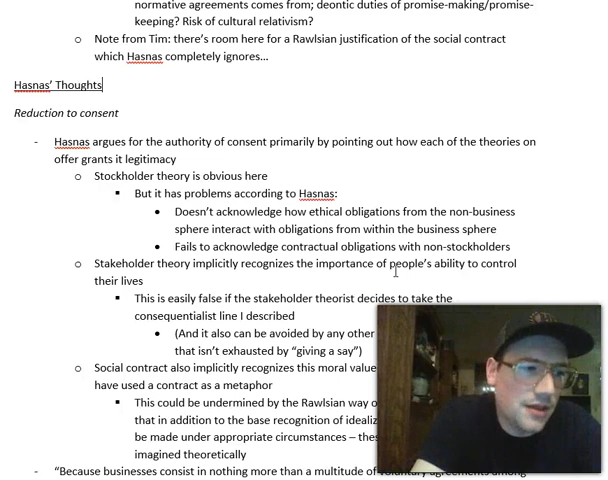 normative agreements comes from; deontic duties of promise-making/promise-
keeping? Risk of cultural relativism?
o Note from Tim: there's room here for a Rawlsian justification of the social contract
which Hasnas completely ignores…
Hasnas' Thoughts
Reduction to consent
- Hasnas argues for the authority of consent primarily by pointing out how each of the theories on
offer grants it legitimacy
o Stockholder theory is obvious here
▪ But it has problems according to Hasnas:
• Doesn't acknowledge how ethical obligations from the non-business
sphere interact with obligations from within the business sphere
• Fails to acknowledge contractual obligations with non-stockholders
o Stakeholder theory implicitly recognizes the importance of people's ability to control
their lives
▪ This is easily false if the stakeholder theorist decides to take the
consequentialist line I described
• (And it also can be avoided by any other
that isn't exhausted by "giving a say")
o Social contract also implicitly recognizes this moral value
have used a contract as a metaphor
▪ This could be undermined by the Rawlsian way o
that in addition to the base recognition of idealiz
be made under appropriate circumstances – thes
imagined theoretically
- "Because businesses consist in nothing more than a multitude of voluntary agreements among